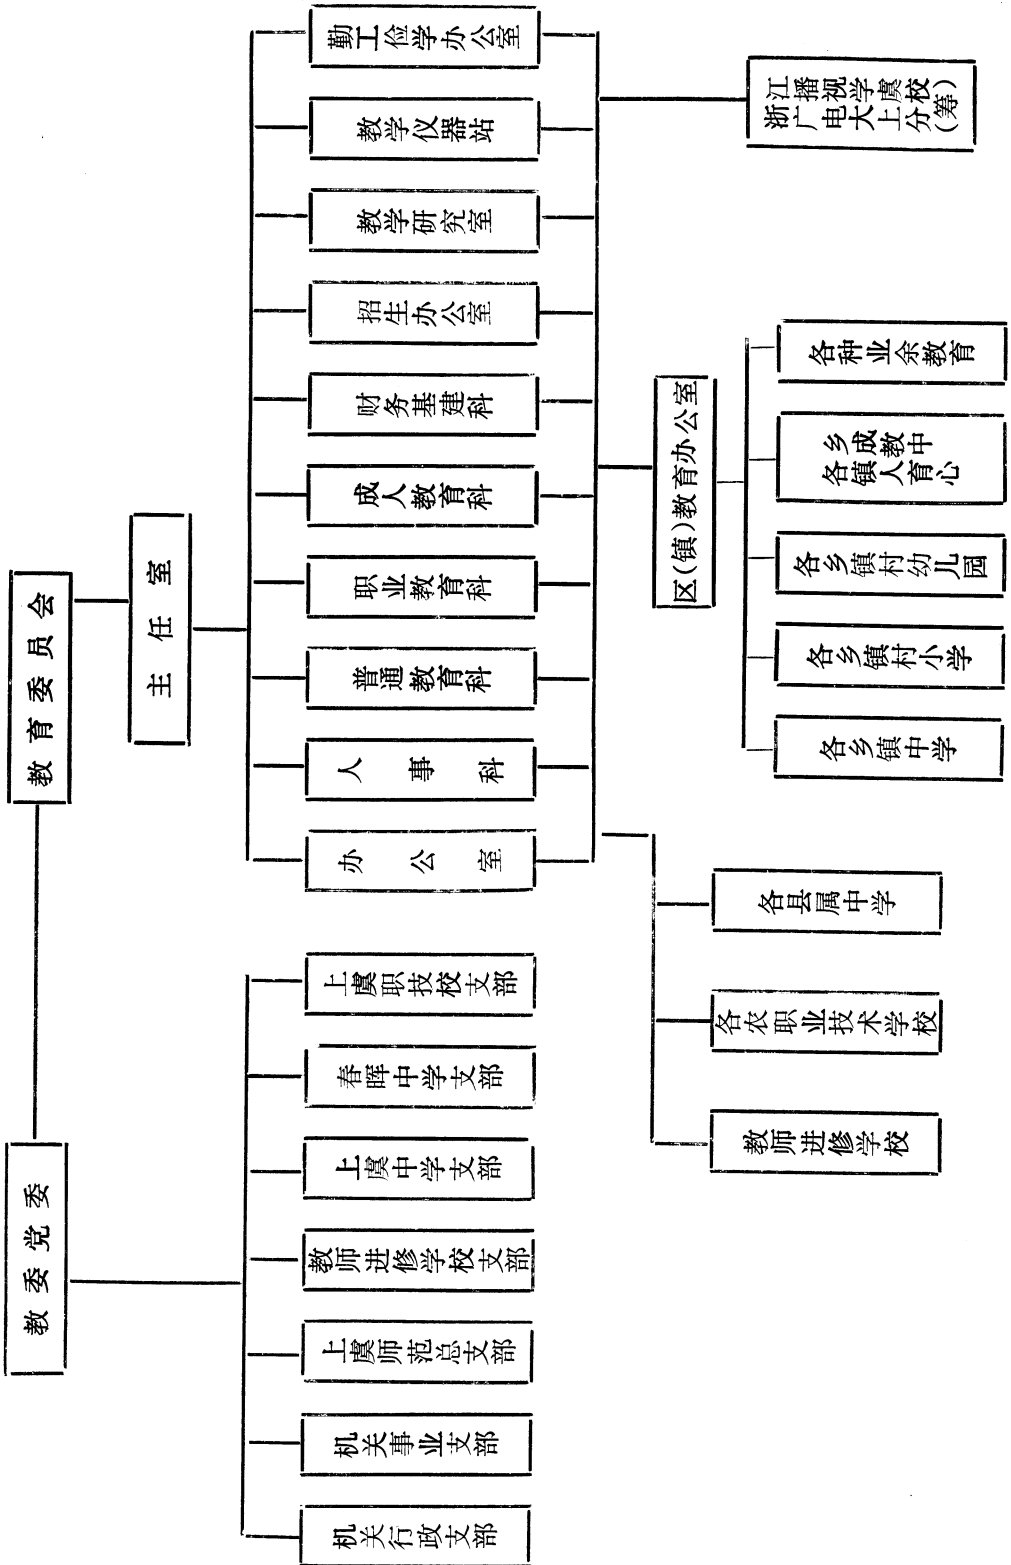 教育委员会
教委党委
主任室
机关行政支部
机关事业支部
上虞师范总支部
教师进修学校支部
上虞中学支部
春晖中学支部
上虞职技校支部
办公室
人事科
普通教育科
职业教育科
成人教育科
财务基建科
招生办公室
教学研究室
教学仪器站
勤工俭学办公室
教师进修学校
各农职业技术学校
各县属中学
区(镇)教育办公室
浙江
广播
电视
大学
上虞
分校
(筹)
各乡镇中学
各乡镇村小学
各乡镇村幼儿园
各乡
镇成
人教
育中
心
各种业余教育